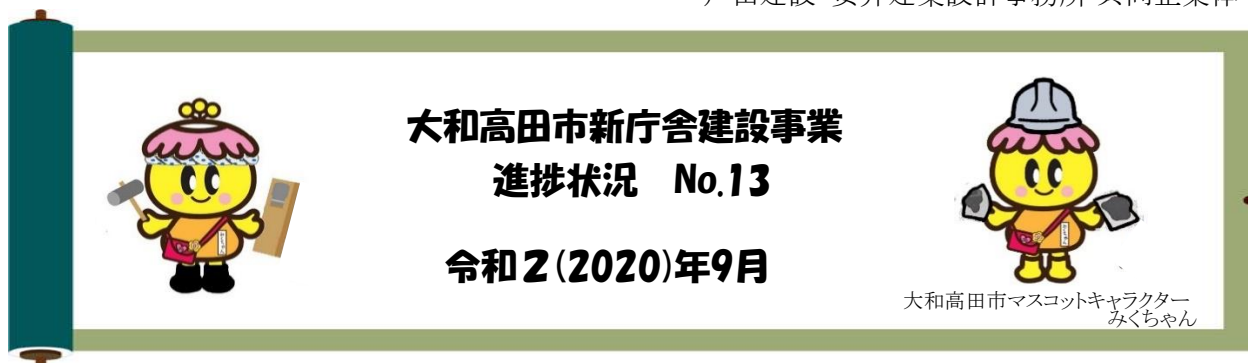 大和高田市新庁舎建設事業
進捗状況　No.13
令和２(2020)年9月
大和高田市マスコットキャラクター
みくちゃん